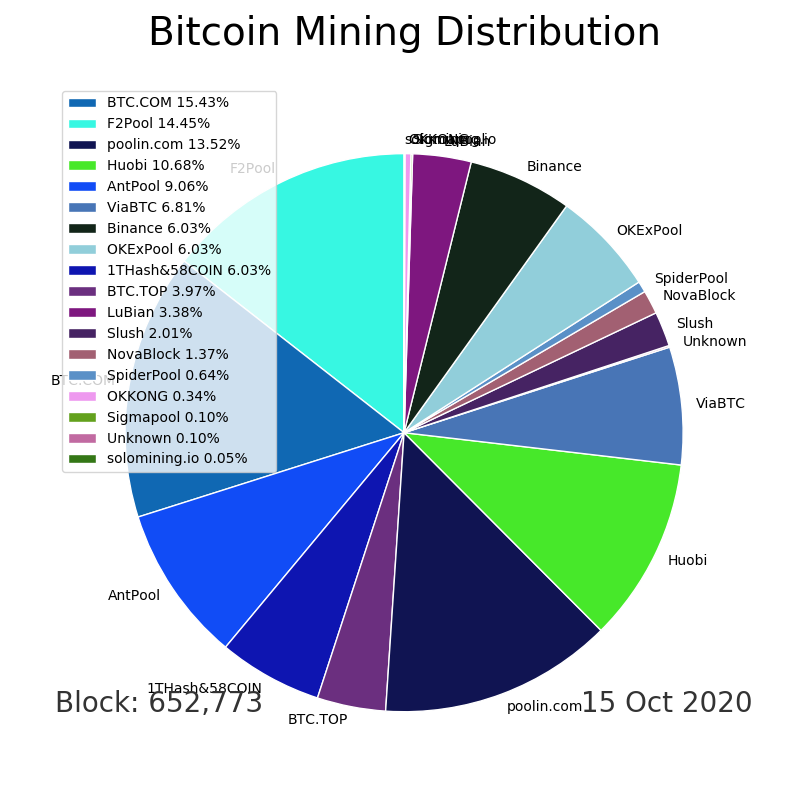 Bitcoin Mining Distribution
BTC.COM 15.43%
F2Pool 14.45%
poolin.com 13.52%
Huobi 10.68%
AntPool 9.06%
ViaBTC 6.81%
Binance 6.03%
OKExPool 6.03%
1THash&58COIN 6.03%
BTC.TOP 3.97%
LuBian 3.38%
Slush 2.01%
NovaBlock 1.37%
SpiderPool 0.64%
OKKONG 0.34%
Sigmapool 0.10%
Unknown 0.10%
solomining.io 0.05%
F2Pool
BTC.COM
AntPool
1THash&58COIN
BTC.TOP
poolin.com
Huobi
ViaBTC
Unknown
Slush
NovaBlock
SpiderPool
OKExPool
Binance
Block: 652,773
15 Oct 2020